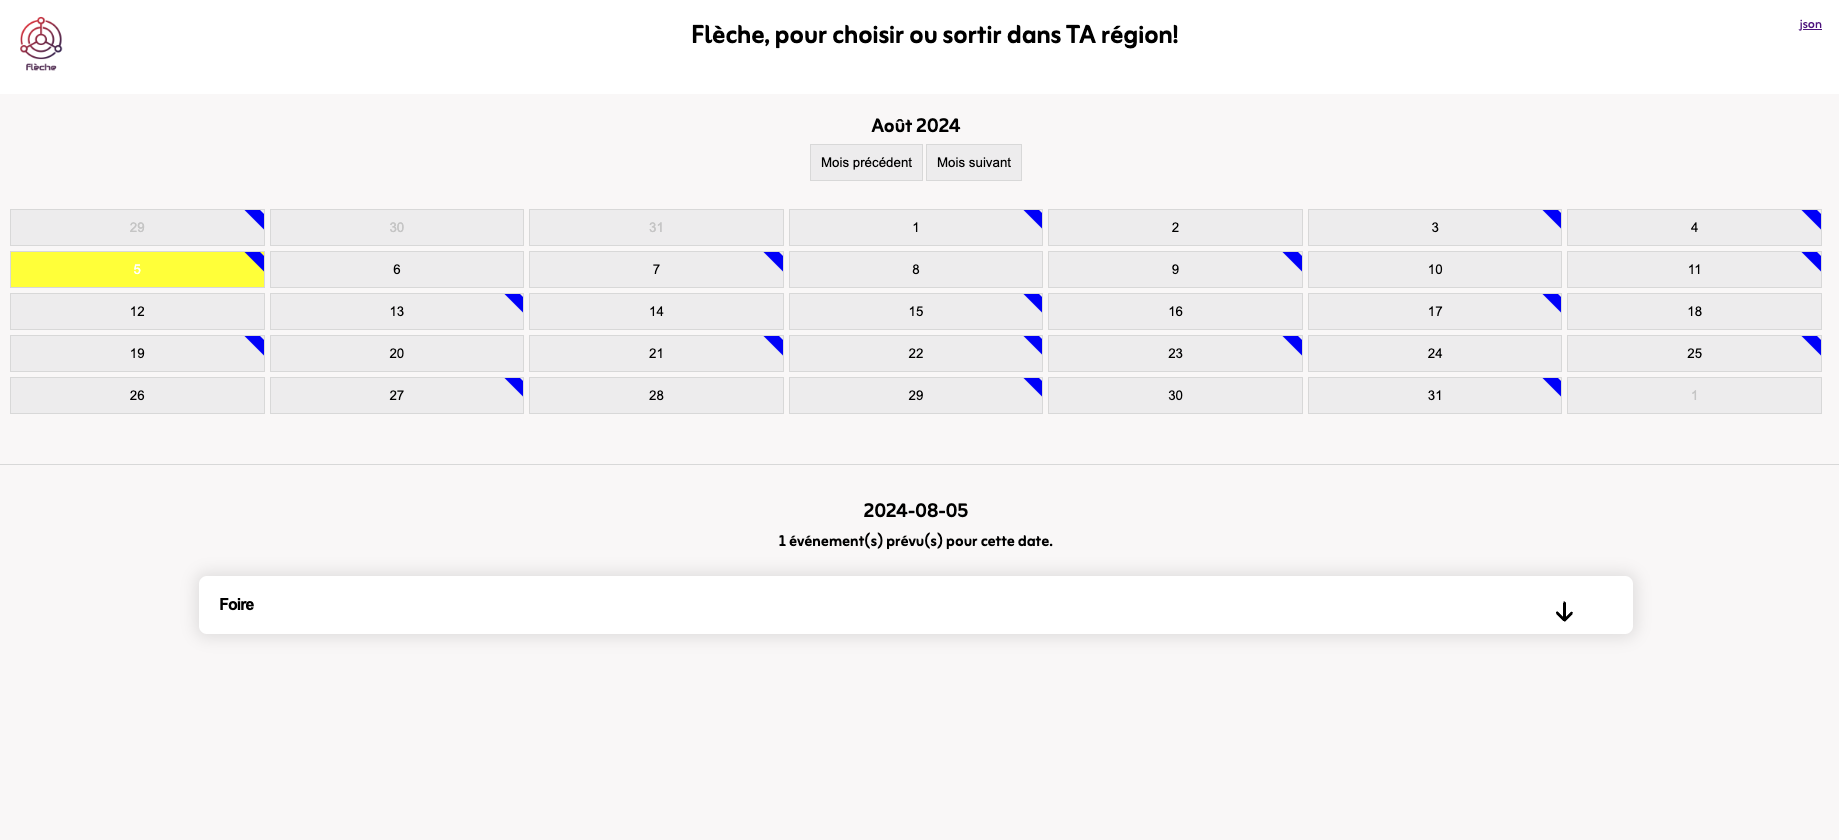 Flèche
Flèche, pour choisir ou sortir dans TA région!
json
Août 2024
Mois précédent Mois suivant
29 30 31 1 2 3 4
5 6 7 8 9 10 11
12 13 14 15 16 17 18
19 20 21 22 23 24 25
26 27 28 29 30 31 1
2024-08-05
1 événement(s) prévu(s) pour cette date.
Foire